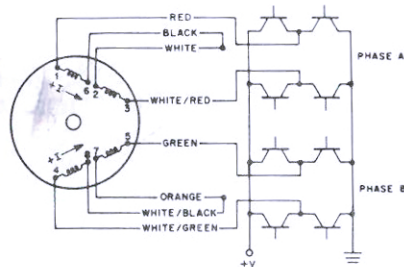 RED
BLACK
WHITE
PHASE A
1
6
2
+I
3
WHITE/RED
+I
5
GREEN
7
4
ORANGE
PHASE B
WHITE/BLACK
WHITE/GREEN
+V